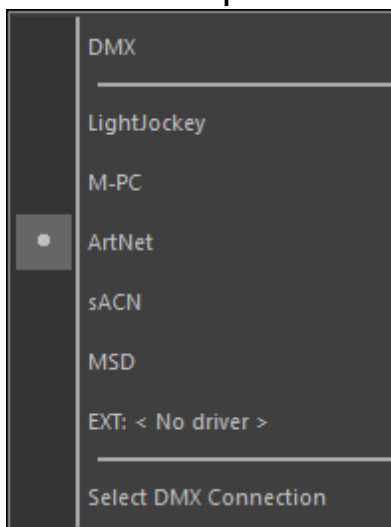 DMX
LightJockey
M-PC
ArtNet
sACN
MSD
EXT: < No driver >
Select DMX Connection